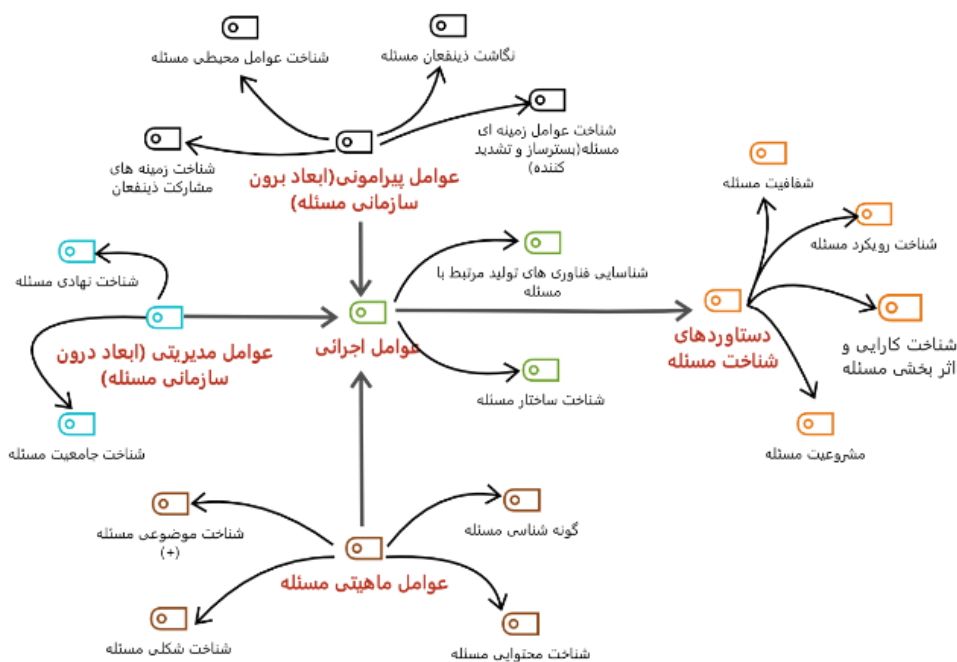 شناخت عوامل محیطی مسئله
نگاشت ذینفعان مسئله
شناخت عوامل زمینه ای
مسئله(بسترساز و تشدید
کننده)
شناخت زمینه های
مشارکت ذینفعان
عوامل پیرامونی(ابعاد برون
سازمانی مسئله)
شفافیت مسئله
شناخت رویکرد مسئله
شناسایی فناوری های تولید مرتبط با
مسئله
شناخت نهادی مسئله
عوامل مدیریتی (ابعاد درون
سازمانی مسئله)
عوامل اجرائی
دستاوردهای
شناخت مسئله
شناخت کارایی و
اثر بخشی مسئله
شناخت ساختار مسئله
شناخت جامعیت مسئله
مشروعیت مسئله
گونه شناسی مسئله
شناخت موضوعی مسئله
(+)
عوامل ماهیتی مسئله
شناخت شکلی مسئله
شناخت محتوایی مسئله